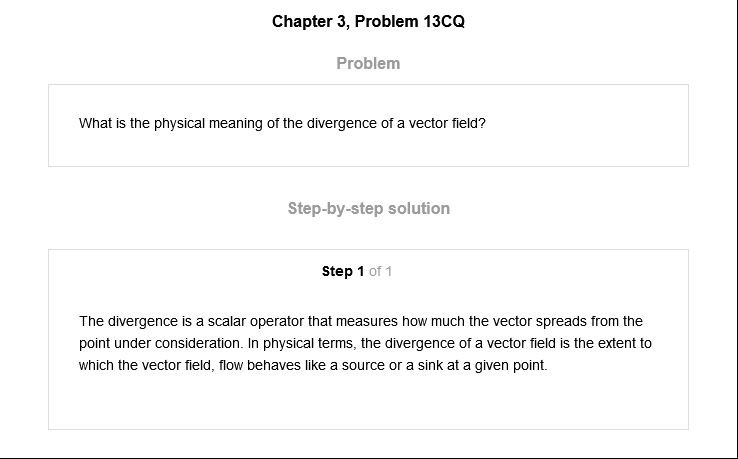 Chapter 3, Problem 13CQ
Problem
What is the physical meaning of the divergence of a vector field?
Step-by-step solution
Step 1 of 1
The divergence is a scalar operator that measures how much the vector spreads from the
point under consideration. In physical terms, the divergence of a vector field is the extent to
which the vector field, flow behaves like a source or a sink at a given point.